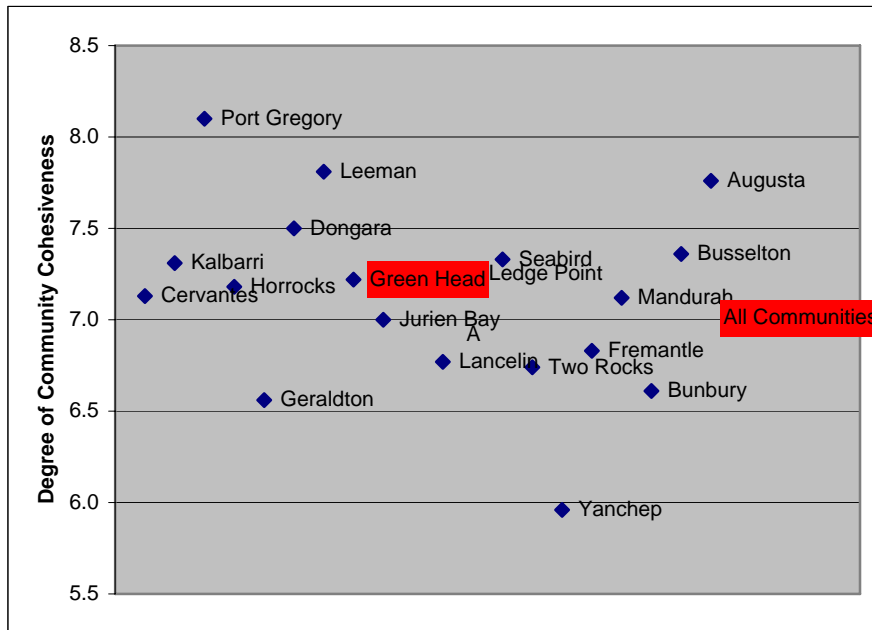 8.5
Port Gregory
8.0
Leeman
Augusta
7.5
Dongara
Kalbarri
Seabird
Busselton
Cervantes
Horrocks
Green Head
Ledge Point
Mandurah
7.0
Jurien Bay
All Communities
A
Lancelin
Two Rocks
Fremantle
Geraldton
Bunbury
6.5
6.0
Yanchep
5.5
Degree of Community Cohesiveness